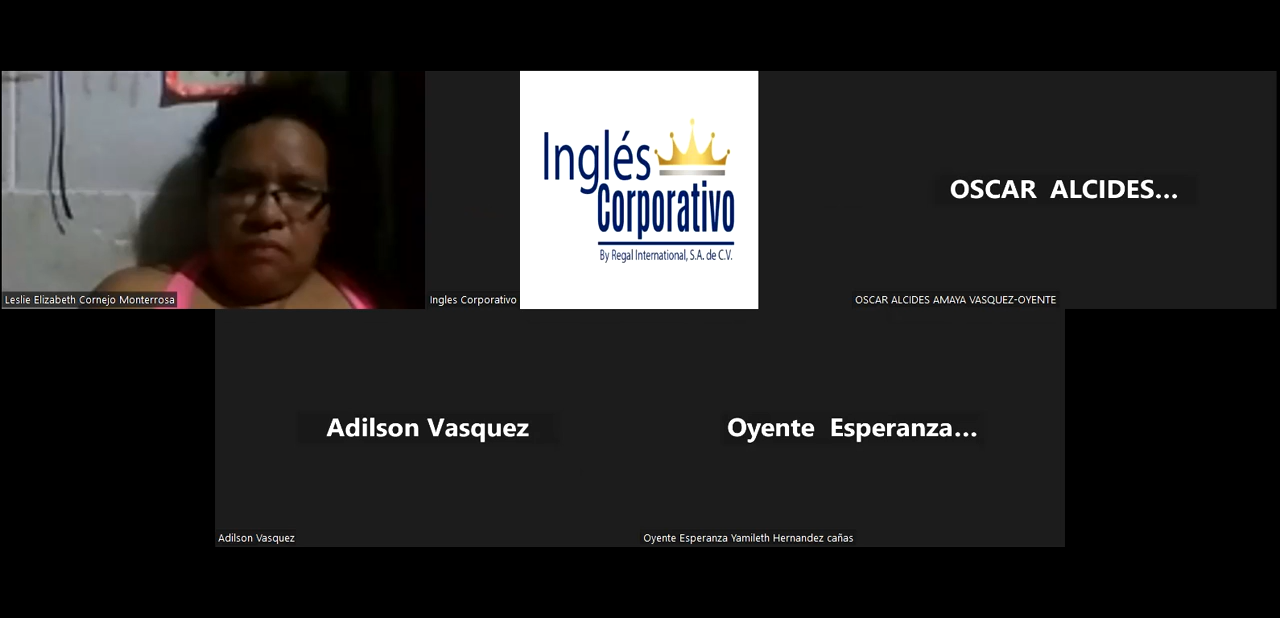 Inglés
Corporativo
By Regal International, S.A. de C.V.
OSCAR ALCIDES...
Leslie Elizabeth Cornejo Monterrosa
Ingles Corporativo
OSCAR ALCIDES AMAYA VASQUEZ-OYENTE
Adilson Vasquez
Oyente Esperanza...
Adilson Vasquez
Oyente Esperanza Yamileth Hernandez cañas